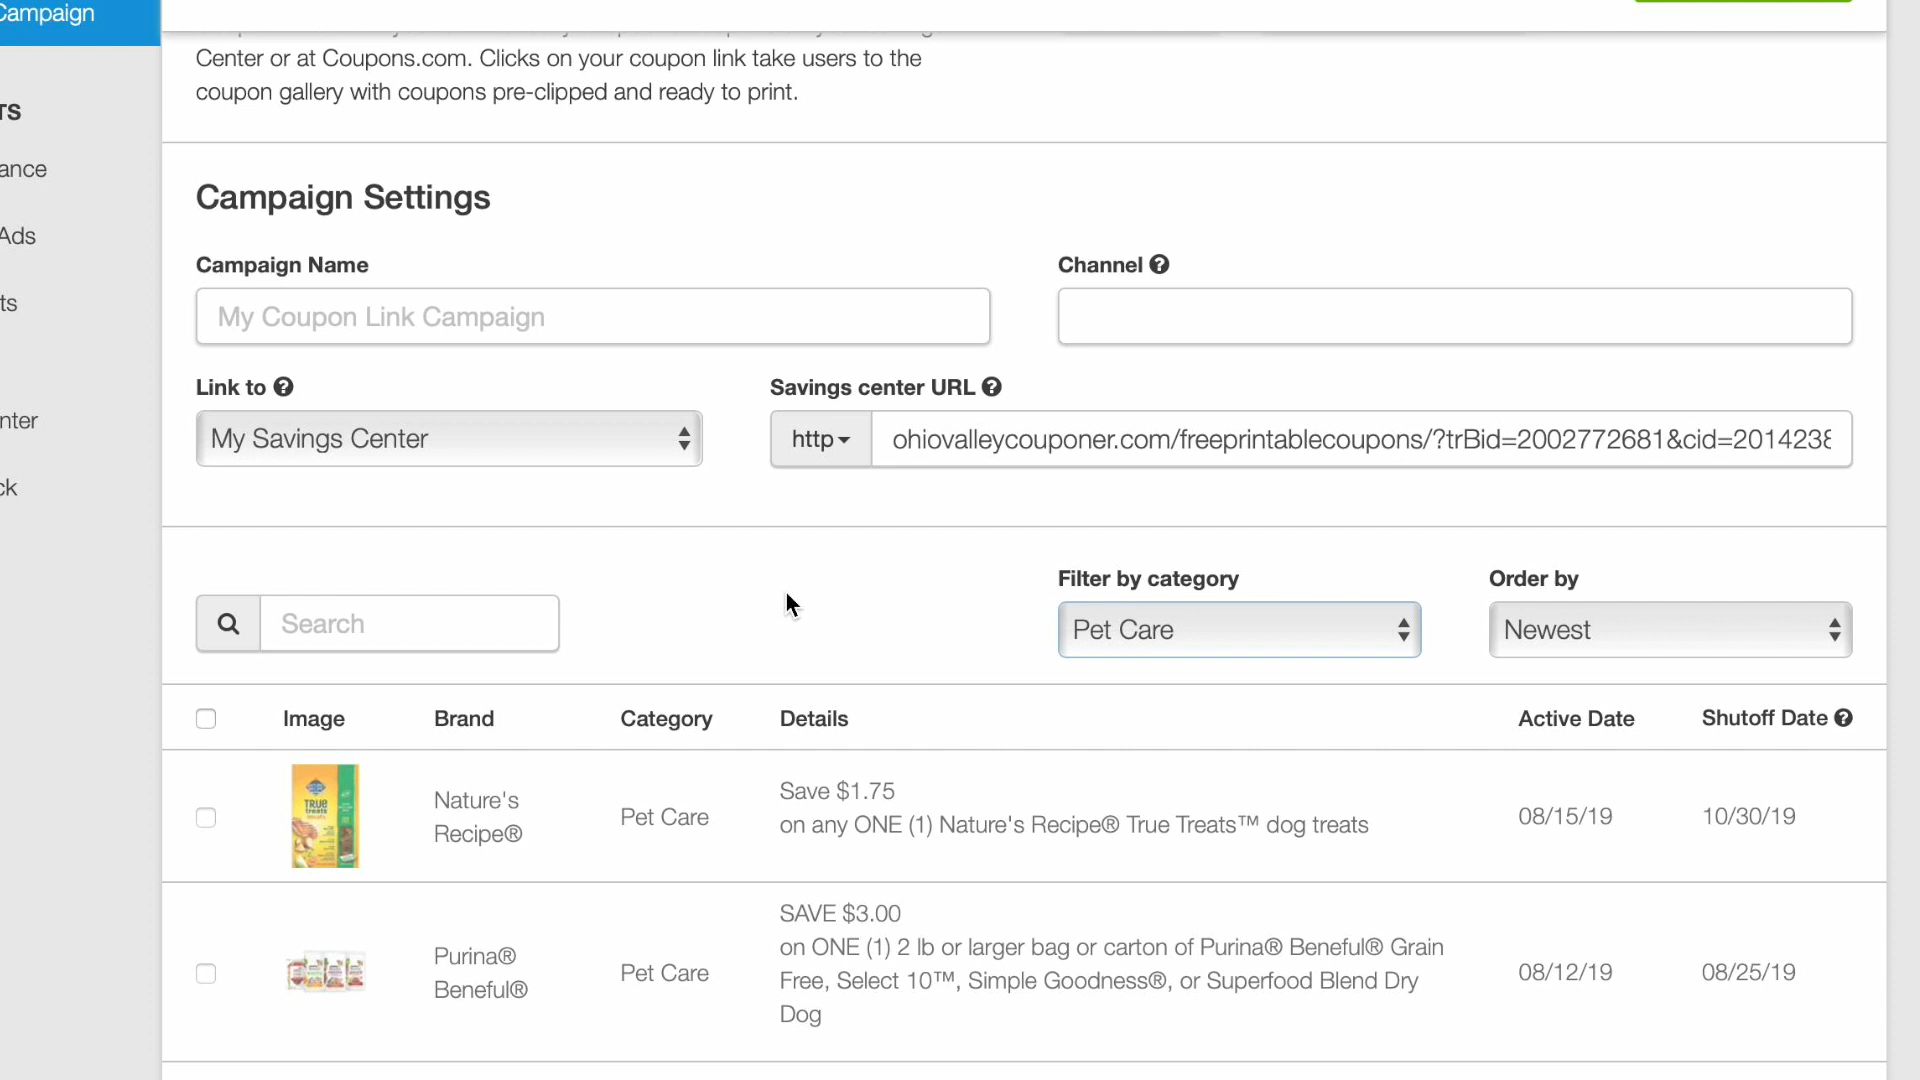 Campaign
Center or at Coupons.com. Clicks on your coupon link take users to the
coupon gallery with coupons pre-clipped and ready to print.
TS
ance
Ads
ts
nter
ck
Campaign Settings
Campaign Name
Channel
My Coupon Link Campaign
Link to
Savings center URL
My Savings Center
http
ohiovalleycouponer.com/freeprintablecoupons/?trBid=2002772681&cid=2014238
Filter by category
Order by
Search
Pet Care
Newest
Image Brand Category Details Active Date Shutoff Date
TRUE
Nature's
Recipe®
Pet Care
Save $1.75
on any ONE (1) Nature's Recipe® True Treats™ dog treats
08/15/19
10/30/19
Purina®
Beneful®
Pet Care
SAVE $3.00
on ONE (1) 2 lb or larger bag or carton of Purina® Beneful® Grain
Free, Select 10™, Simple Goodness®, or Superfood Blend Dry
Dog
08/12/19
08/25/19